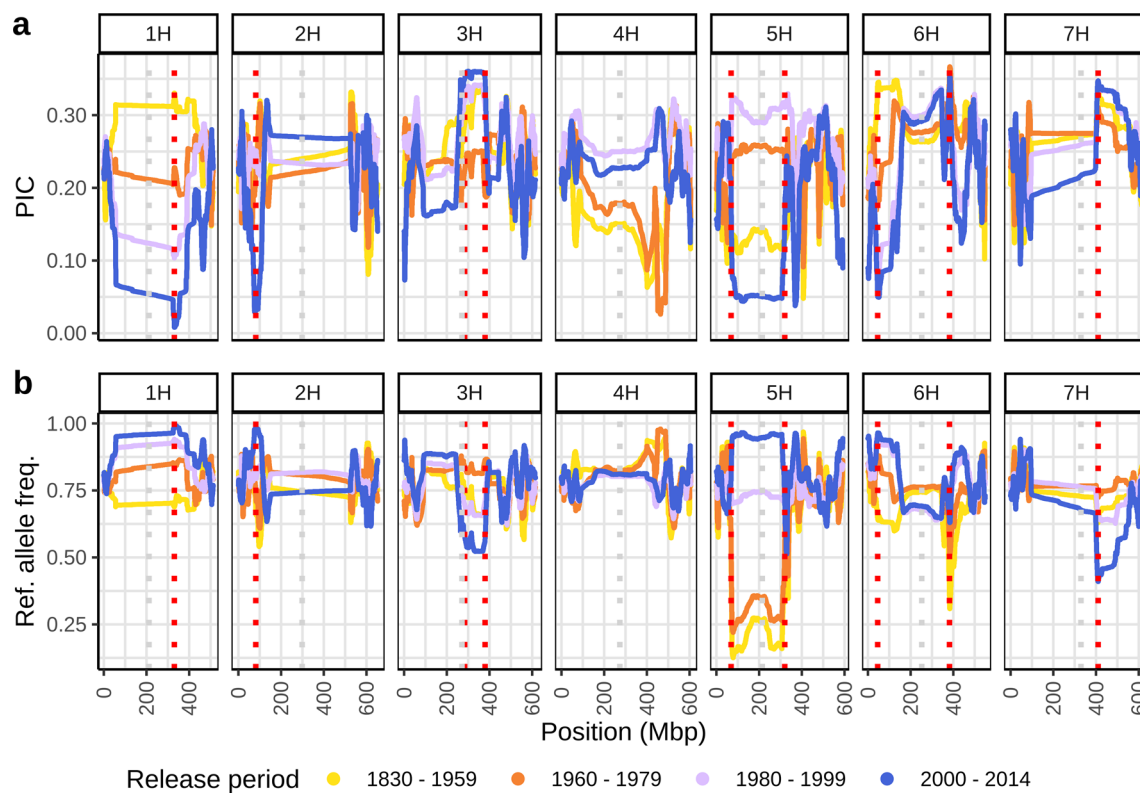 a
1H 2H 3H 4H 5H 6H 7H
PIC
0.30
0.20
0.10
0.00
b
1H 2H 3H 4H 5H 6H 7H
Ref. allele freq.
1.00
0.75
0.50
0.25
0 200 400 0 200 400 600 0 200 400 600 0 200 400 600 0 200 400 600 0 200 400 0 200 400 600
Position (Mbp)
Release period 1830 - 1959 1960 - 1979 1980 - 1999 2000 - 2014